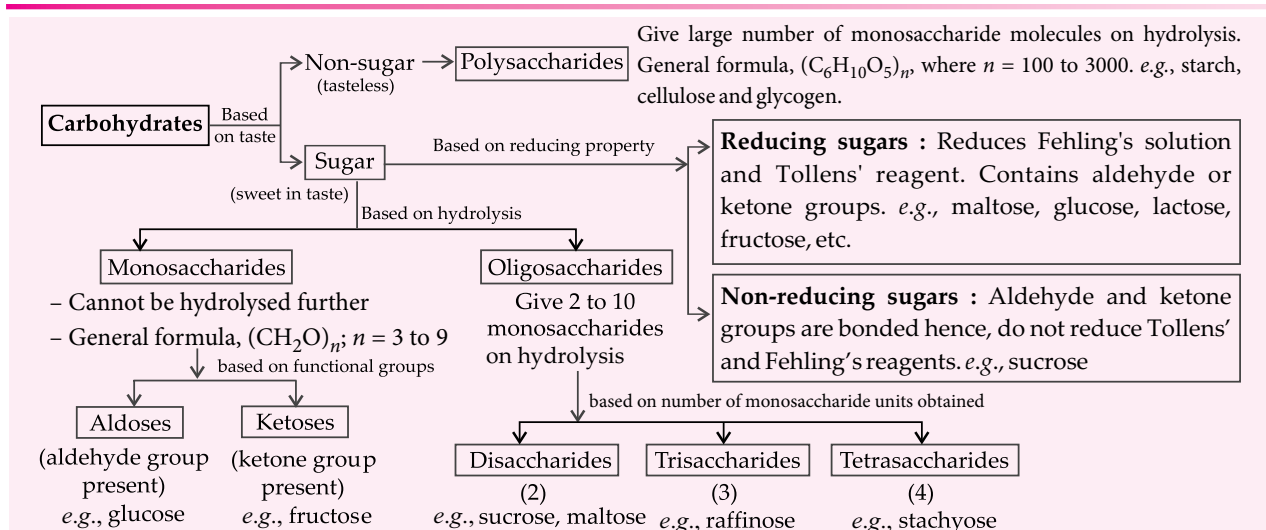 Give large number of monosaccharide molecules on hydrolysis.
General formula, (C₆H₁₀O₅)ₙ, where n = 100 to 3000. e.g., starch,
cellulose and glycogen.
Non-sugar
(tasteless)
Polysaccharides
Carbohydrates
Based
on taste
Sugar
(sweet in taste)
Based on reducing property
Reducing sugars : Reduces Fehling's solution
and Tollens' reagent. Contains aldehyde or
ketone groups. e.g., maltose, glucose, lactose,
fructose, etc.
Non-reducing sugars : Aldehyde and ketone
groups are bonded hence, do not reduce Tollens’
and Fehling’s reagents. e.g., sucrose
Based on hydrolysis
Monosaccharides
– Cannot be hydrolysed further
– General formula, (CH₂O)ₙ; n = 3 to 9
based on functional groups
Aldoses
(aldehyde group
present)
e.g., glucose
Ketoses
(ketone group
present)
e.g., fructose
Oligosaccharides
Give 2 to 10
monosaccharides
on hydrolysis
based on number of monosaccharide units obtained
Disaccharides
(2)
e.g., sucrose, maltose
Trisaccharides
(3)
e.g., raffinose
Tetrasaccharides
(4)
e.g., stachyose